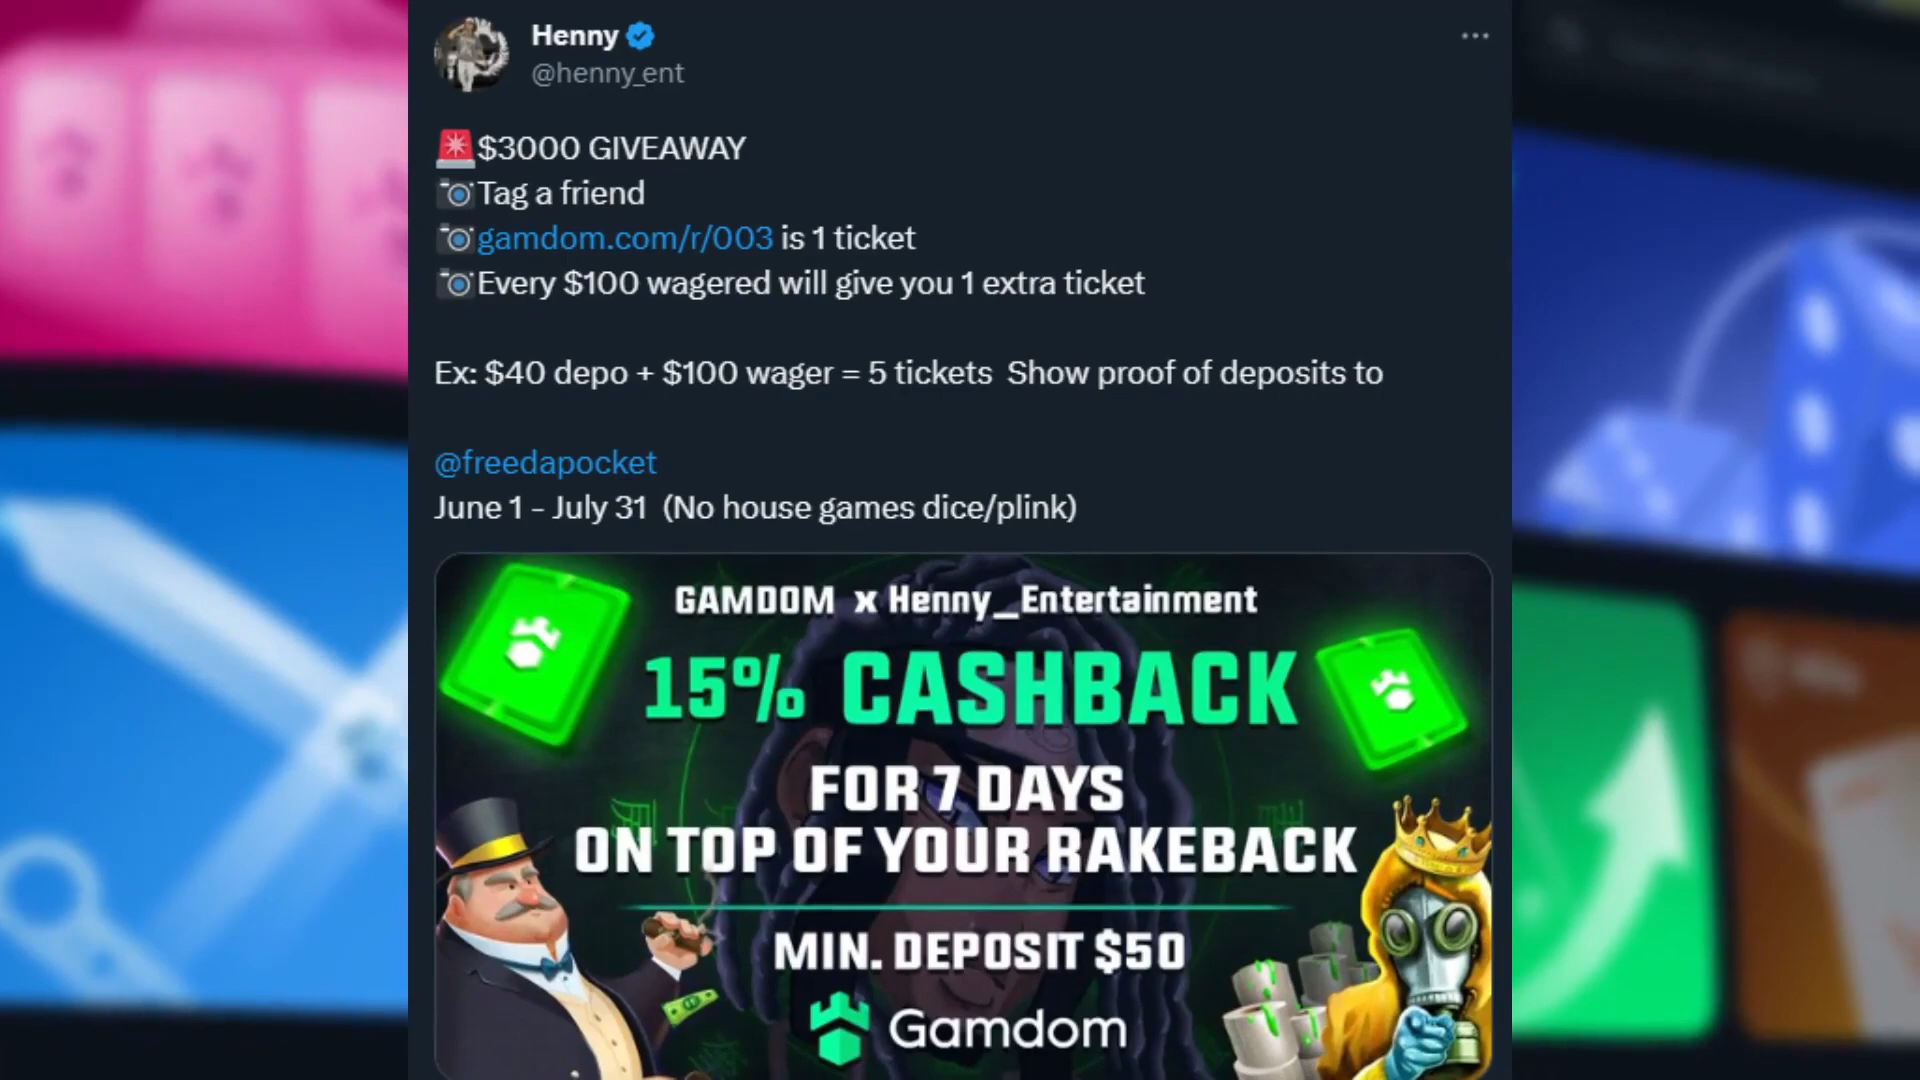 Henny
@henny_ent
$3000 GIVEAWAY
Tag a friend
gamdom.com/r/003 is 1 ticket
Every $100 wagered will give you 1 extra ticket
Ex: $40 depo + $100 wager = 5 tickets Show proof of deposits to
@freedapocket
June 1 - July 31 (No house games dice/plink)
GAMDOM x Henny_Entertainment
15% CASHBACK
FOR 7 DAYS
ON TOP OF YOUR RAKEBACK
MIN. DEPOSIT $50
Gamdom